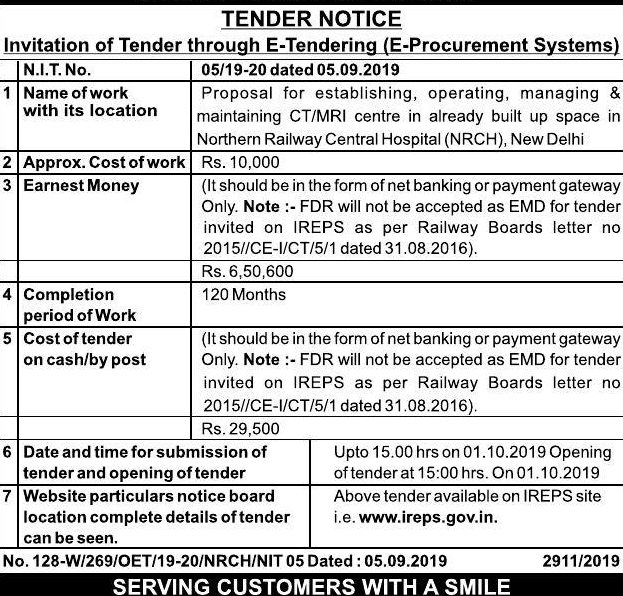 TENDER NOTICE
Invitation of Tender through E-Tendering (E-Procurement Systems)
N.I.T. No. 05/19-20 dated 05.09.2019
1 Name of work with its location
Proposal for establishing, operating, managing &
maintaining CT/MRI centre in already built up space in
Northern Railway Central Hospital (NRCH), New Delhi
2 Approx. Cost of work Rs. 10,000
3 Earnest Money (It should be in the form of net banking or payment gateway
Only. Note :- FDR will not be accepted as EMD for tender
invited on IREPS as per Railway Boards letter no
2015//CE-I/CT/5/1 dated 31.08.2016).
Rs. 6,50,600
4 Completion
period of Work
120 Months
5 Cost of tender
on cash/by post
(It should be in the form of net banking or payment gateway
Only. Note :- FDR will not be accepted as EMD for tender
invited on IREPS as per Railway Boards letter no
2015//CE-I/CT/5/1 dated 31.08.2016).
Rs. 29,500
6 Date and time for submission of
tender and opening of tender
Upto 15.00 hrs on 01.10.2019 Opening
of tender at 15:00 hrs. On 01.10.2019
7 Website particulars notice board
location complete details of tender
can be seen.
Above tender available on IREPS site
i.e. www.ireps.gov.in.
No. 128-W/269/OET/19-20/NRCH/NIT 05 Dated : 05.09.2019 2911/2019
SERVING CUSTOMERS WITH A SMILE